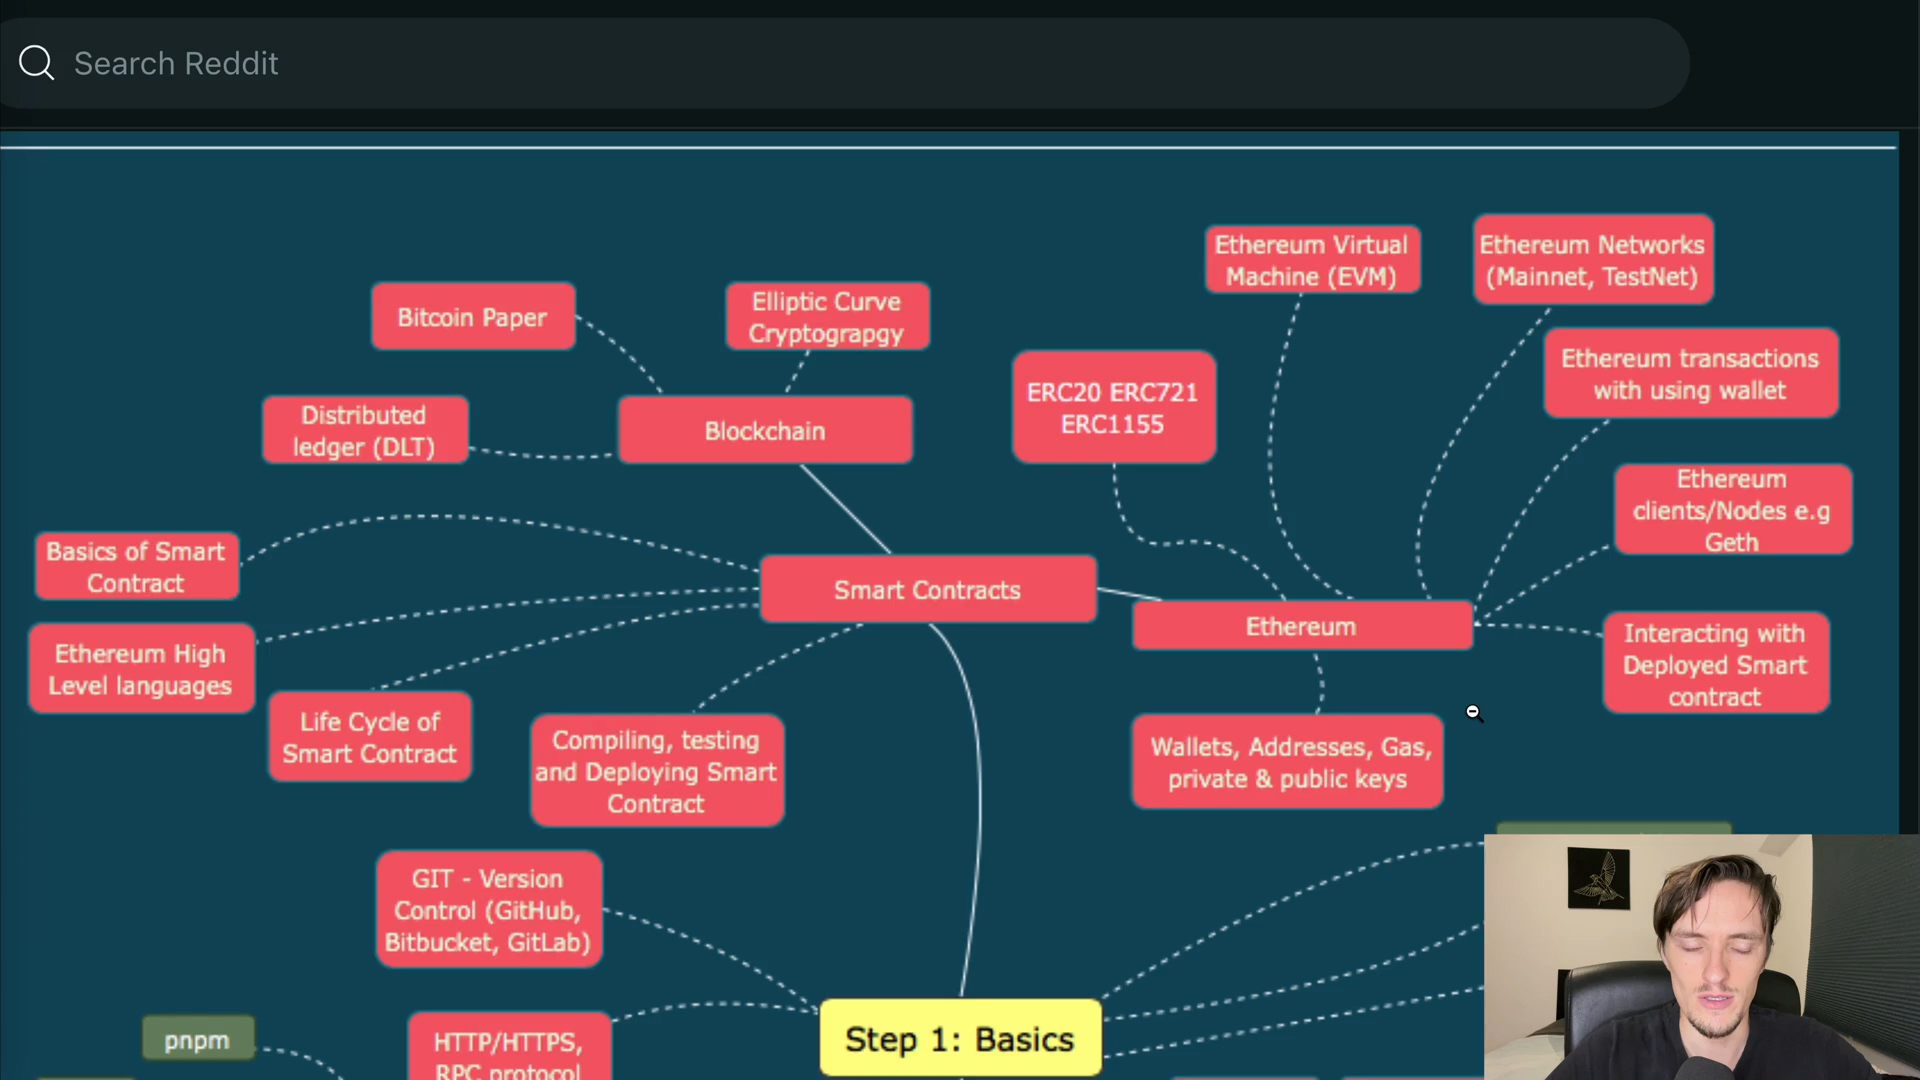 Search Reddit
Ethereum Virtual
Machine (EVM)
Ethereum Networks
(Mainnet, TestNet)
Bitcoin Paper
Elliptic Curve
Cryptograpgy
Ethereum transactions
with using wallet
ERC20 ERC721
ERC1155
Distributed
ledger (DLT)
Blockchain
Ethereum
clients/Nodes e.g
Geth
Basics of Smart
Contract
Smart Contracts
Ethereum
Interacting with
Deployed Smart
contract
Ethereum High
Level languages
Life Cycle of
Smart Contract
Compiling, testing
and Deploying Smart
Contract
Wallets, Addresses, Gas,
private & public keys
GIT - Version
Control (GitHub,
Bitbucket, GitLab)
Step 1: Basics
pnpm
HTTP/HTTPS,
RPC protocol